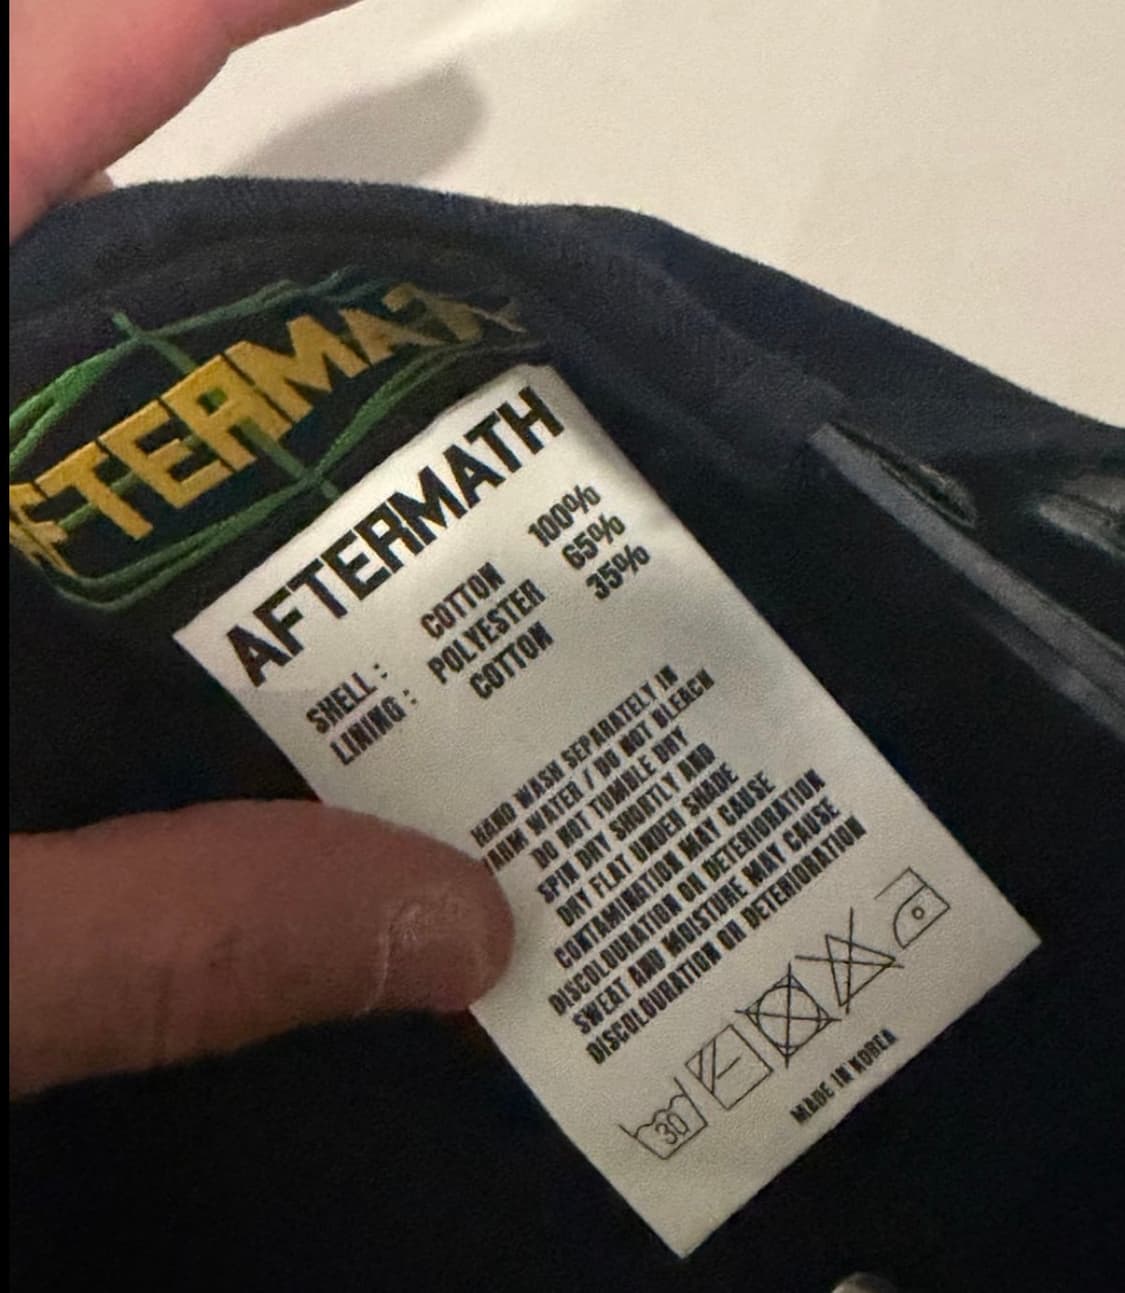 FTERMAT
AFTERMATH
SHELL : COTTON 100%
LINING : POLYESTER 65%
COTTON 35%
HAND WASH SEPARATELY IN
ARM WATER / DO NOT BLEACH
DO NOT TUMBLE DRY
SPIN DRY SHORTLY AND
DRY FLAT UNDER SHADE
CONTAMINATION MAY CAUSE
DISCOLOURATION OR DETERIORATION
SWEAT AND MOISTURE MAY CAUSE
DISCOLOURATION OR DETERIORATION
30
MADE IN KOREA